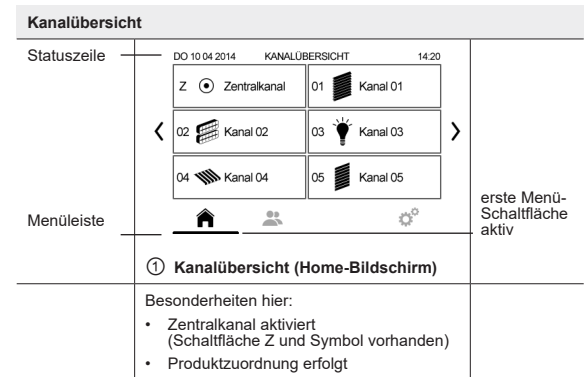 Kanalübersicht
Statuszeile
DO 10 04 2014 KANALÜBERSICHT 14:20
Z Zentralkanal
01 Kanal 01
02 Kanal 02
03 Kanal 03
04 Kanal 04
05 Kanal 05
Menüleiste
erste Menü-
Schaltfläche
aktiv
① Kanalübersicht (Home-Bildschirm)
Besonderheiten hier:
• Zentralkanal aktiviert
(Schaltfläche Z und Symbol vorhanden)
• Produktzuordnung erfolgt